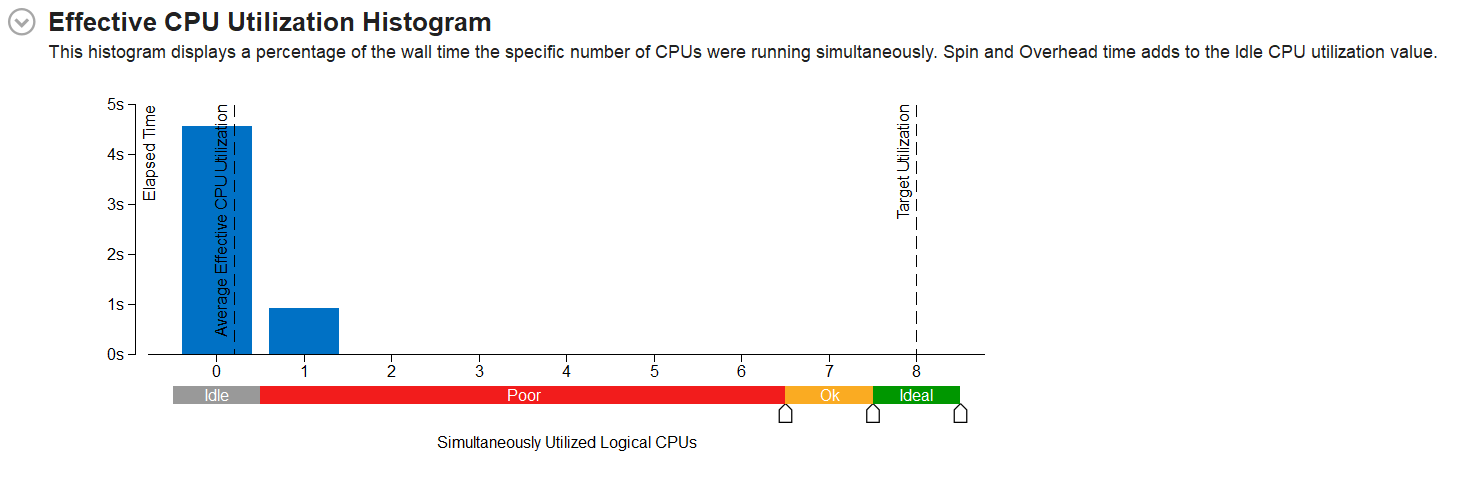 Effective CPU Utilization Histogram
This histogram displays a percentage of the wall time the specific number of CPUs were running simultaneously. Spin and Overhead time adds to the Idle CPU utilization value.
5s
4s
3s
2s
1s
0s
Elapsed Time
Average Effective CPU Utilization
Target Utilization
0 1 2 3 4 5 6 7 8
Idle Poor Ok Ideal
Simultaneously Utilized Logical CPUs